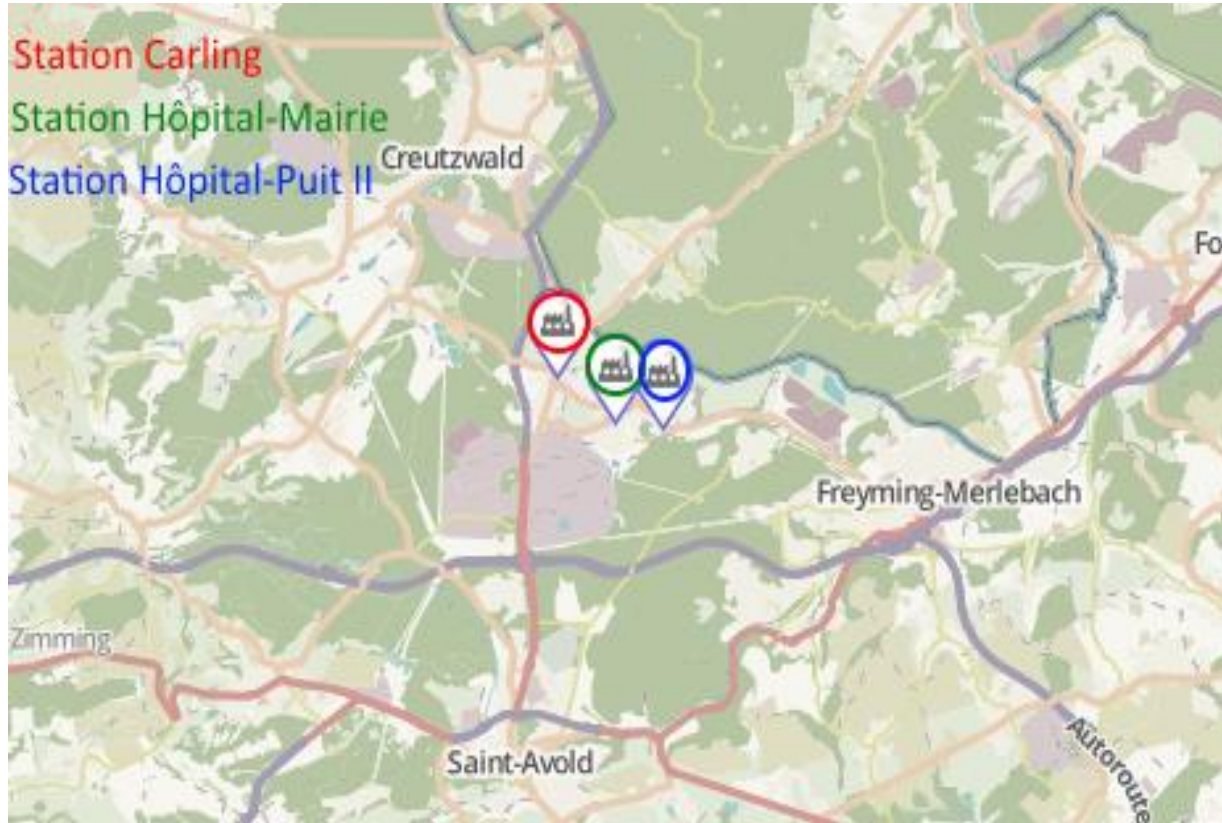 Station Carling
Station Hôpital-Mairie
Station Hôpital-Puit II
Creutzwald
Fo
Freyming-Merlebach
Zimming
Saint-Avold
Autoroute